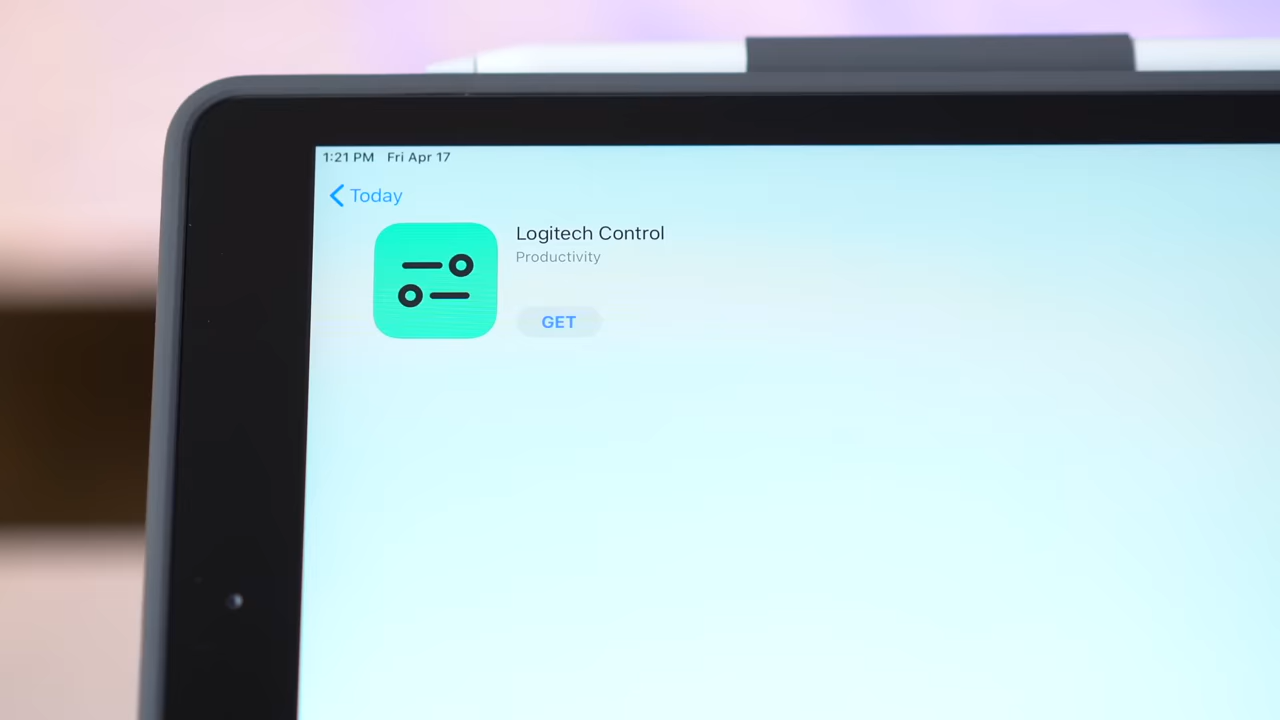 1:21 PM Fri Apr 17
Today
Logitech Control
Productivity
GET